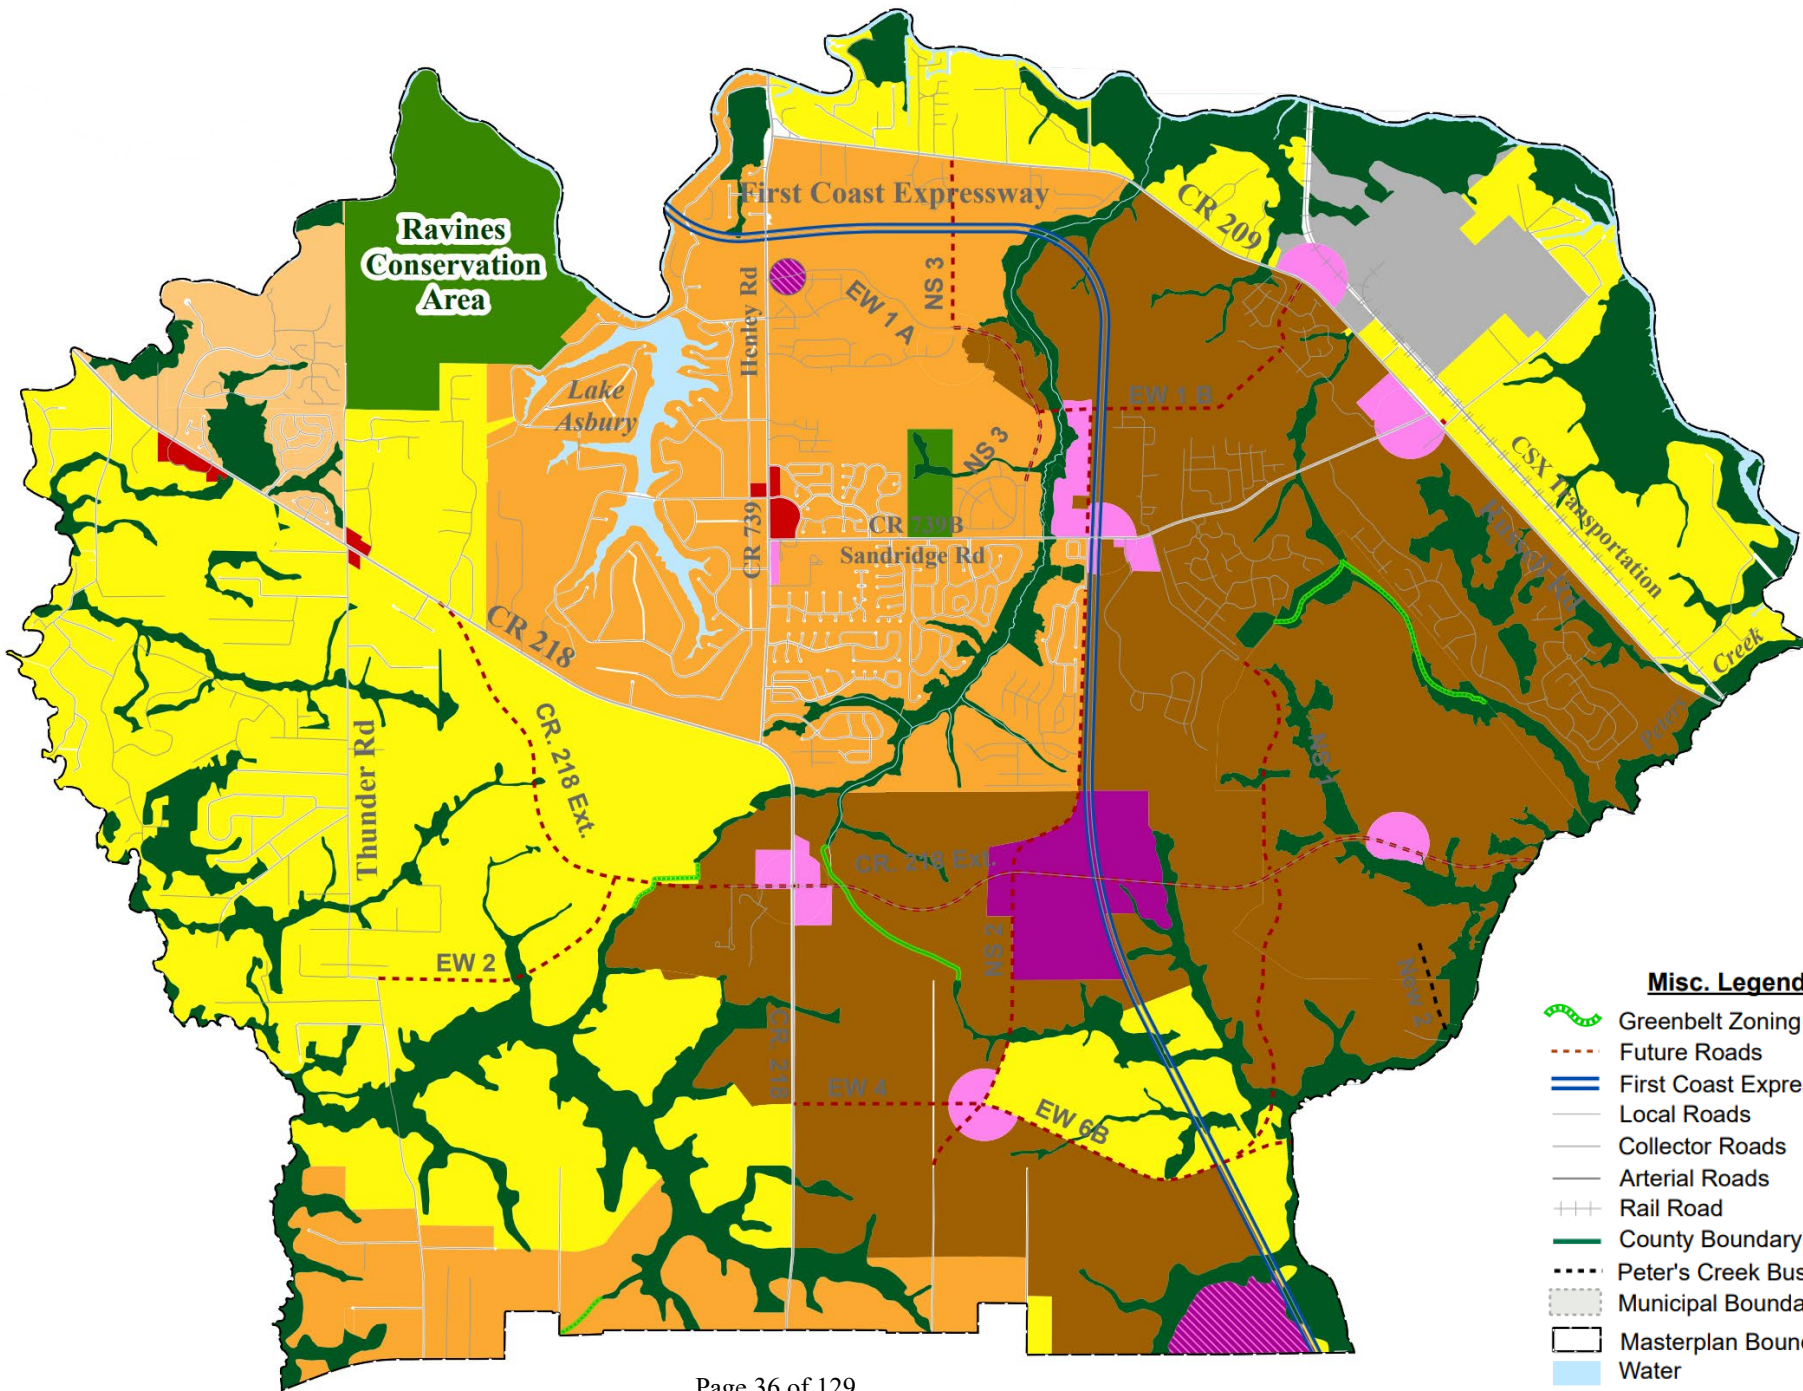 First Coast Expressway
CR 209
Ravines
Conservation
Area
Henley Rd
NS 3
EW 1 A
Lake
Asbury
EW 1 B
NS 3
CSX Transportation
Russell Rd
CR 739
CR 739B
Sandridge Rd
CR 218
Creek
Peters
CR. 218 Ext.
NS 1
Thunder Rd
CR. 218 Ext.
NS 2
EW 2
New 2
CR. 218
EW 4
EW 6B
Misc. Legend
Greenbelt Zoning
Future Roads
First Coast Expre
Local Roads
Collector Roads
Arterial Roads
Rail Road
County Boundary
Peter's Creek Bus
Municipal Bounda
Masterplan Boun
Water
Page 36 of 129